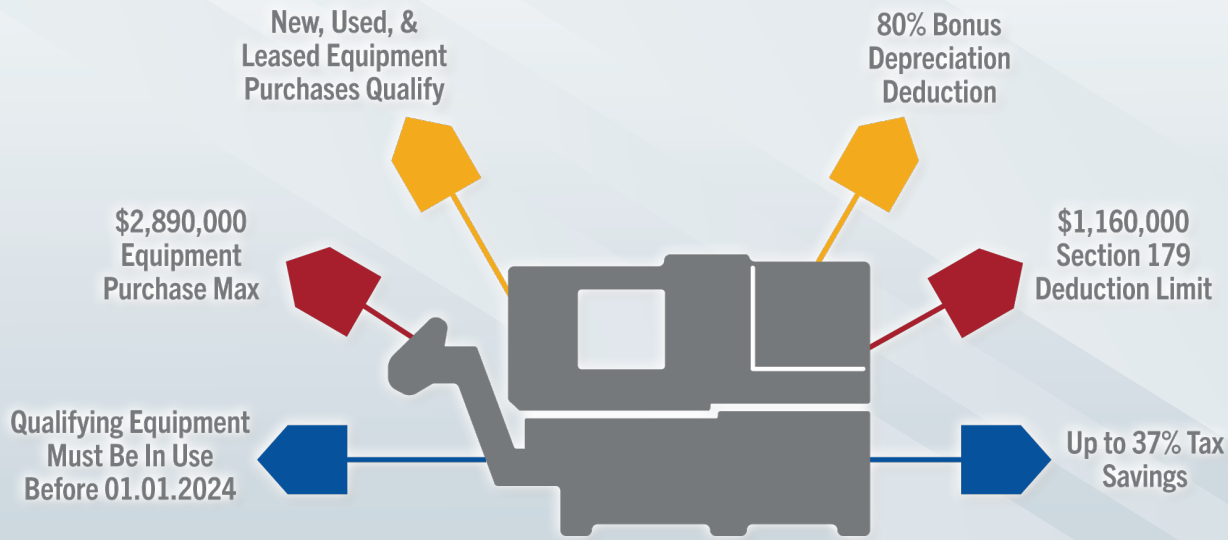 New, Used, &
Leased Equipment
Purchases Qualify
80% Bonus
Depreciation
Deduction
$2,890,000
Equipment
Purchase Max
$1,160,000
Section 179
Deduction Limit
Qualifying Equipment
Must Be In Use
Before 01.01.2024
Up to 37% Tax
Savings